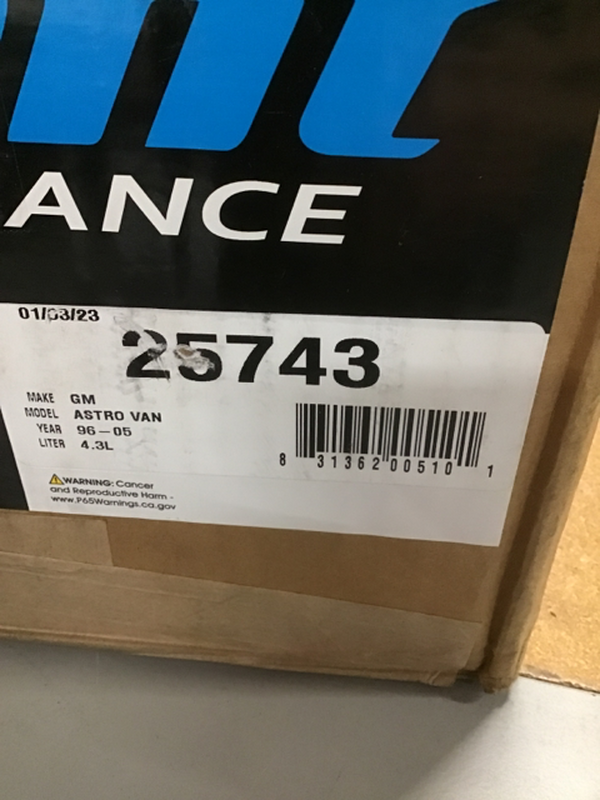 ANCE
01/03/23
25743
MAKE GM
MODEL ASTRO VAN
YEAR 96-05
LITER 4.3L
8 31362 00510 1
WARNING: Cancer
and Reproductive Harm -
www.P65Warnings.ca.gov